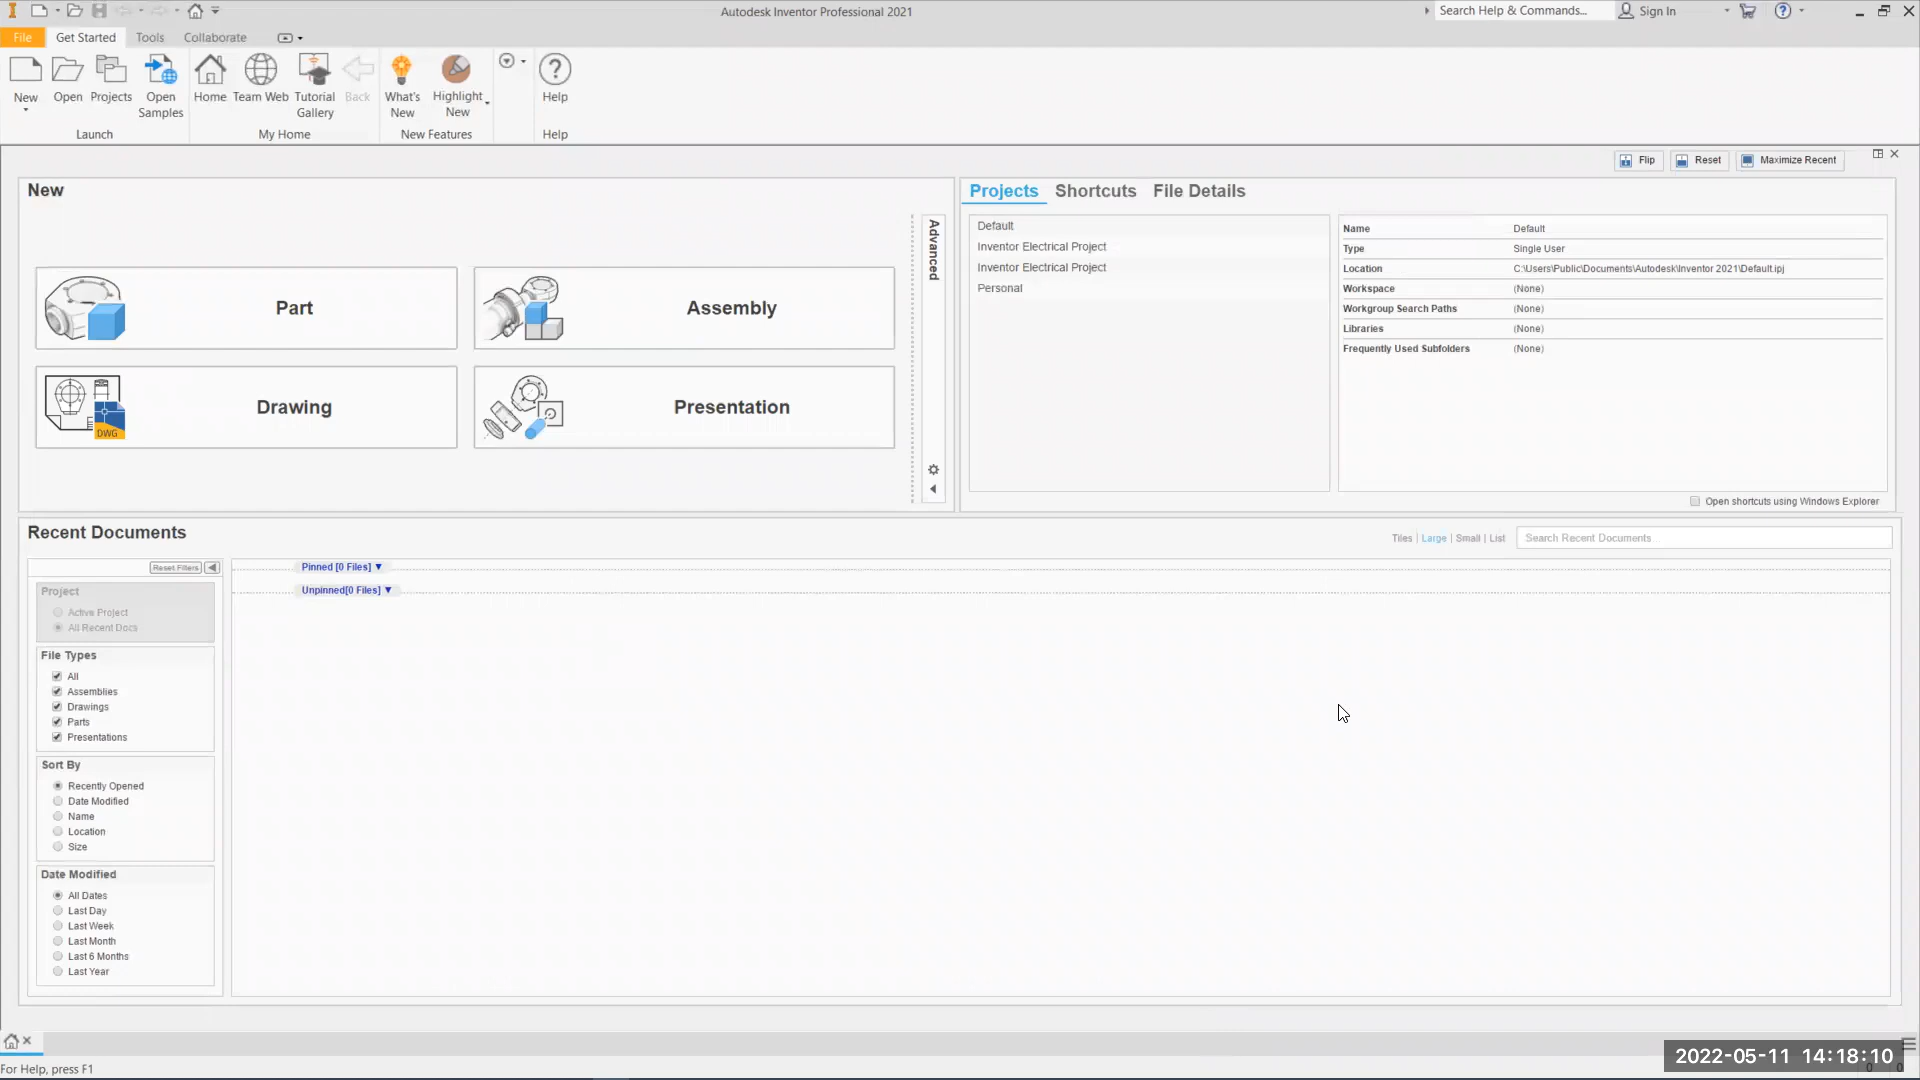 Autodesk Inventor Professional 2021
Search Help & Commands...
Sign In
File
Get Started
Tools
Collaborate
New
Open
Projects
Open Samples
Home
Team Web
Tutorial Gallery
Back
What's New
Highlight New
Help
Launch
My Home
New Features
Help
Flip
Reset
Maximize Recent
New
Part
Assembly
Drawing
DWG
Presentation
Advanced
Projects
Shortcuts
File Details
Default
Inventor Electrical Project
Inventor Electrical Project
Personal
Name Default
Type Single User
Location C:\Users\Public\Documents\Autodesk\Inventor 2021\Default.ipj
Workspace (None)
Workgroup Search Paths (None)
Libraries (None)
Frequently Used Subfolders (None)
Open shortcuts using Windows Explorer
Recent Documents
Tiles | Large | Small | List
Search Recent Documents
Reset Filters
Pinned [0 Files]
Unpinned[0 Files]
Project
Active Project
All Recent Docs
File Types
All
Assemblies
Drawings
Parts
Presentations
Sort By
Recently Opened
Date Modified
Name
Location
Size
Date Modified
All Dates
Last Day
Last Week
Last Month
Last 6 Months
Last Year
For Help, press F1
2022-05-11 14:18:10
0 0